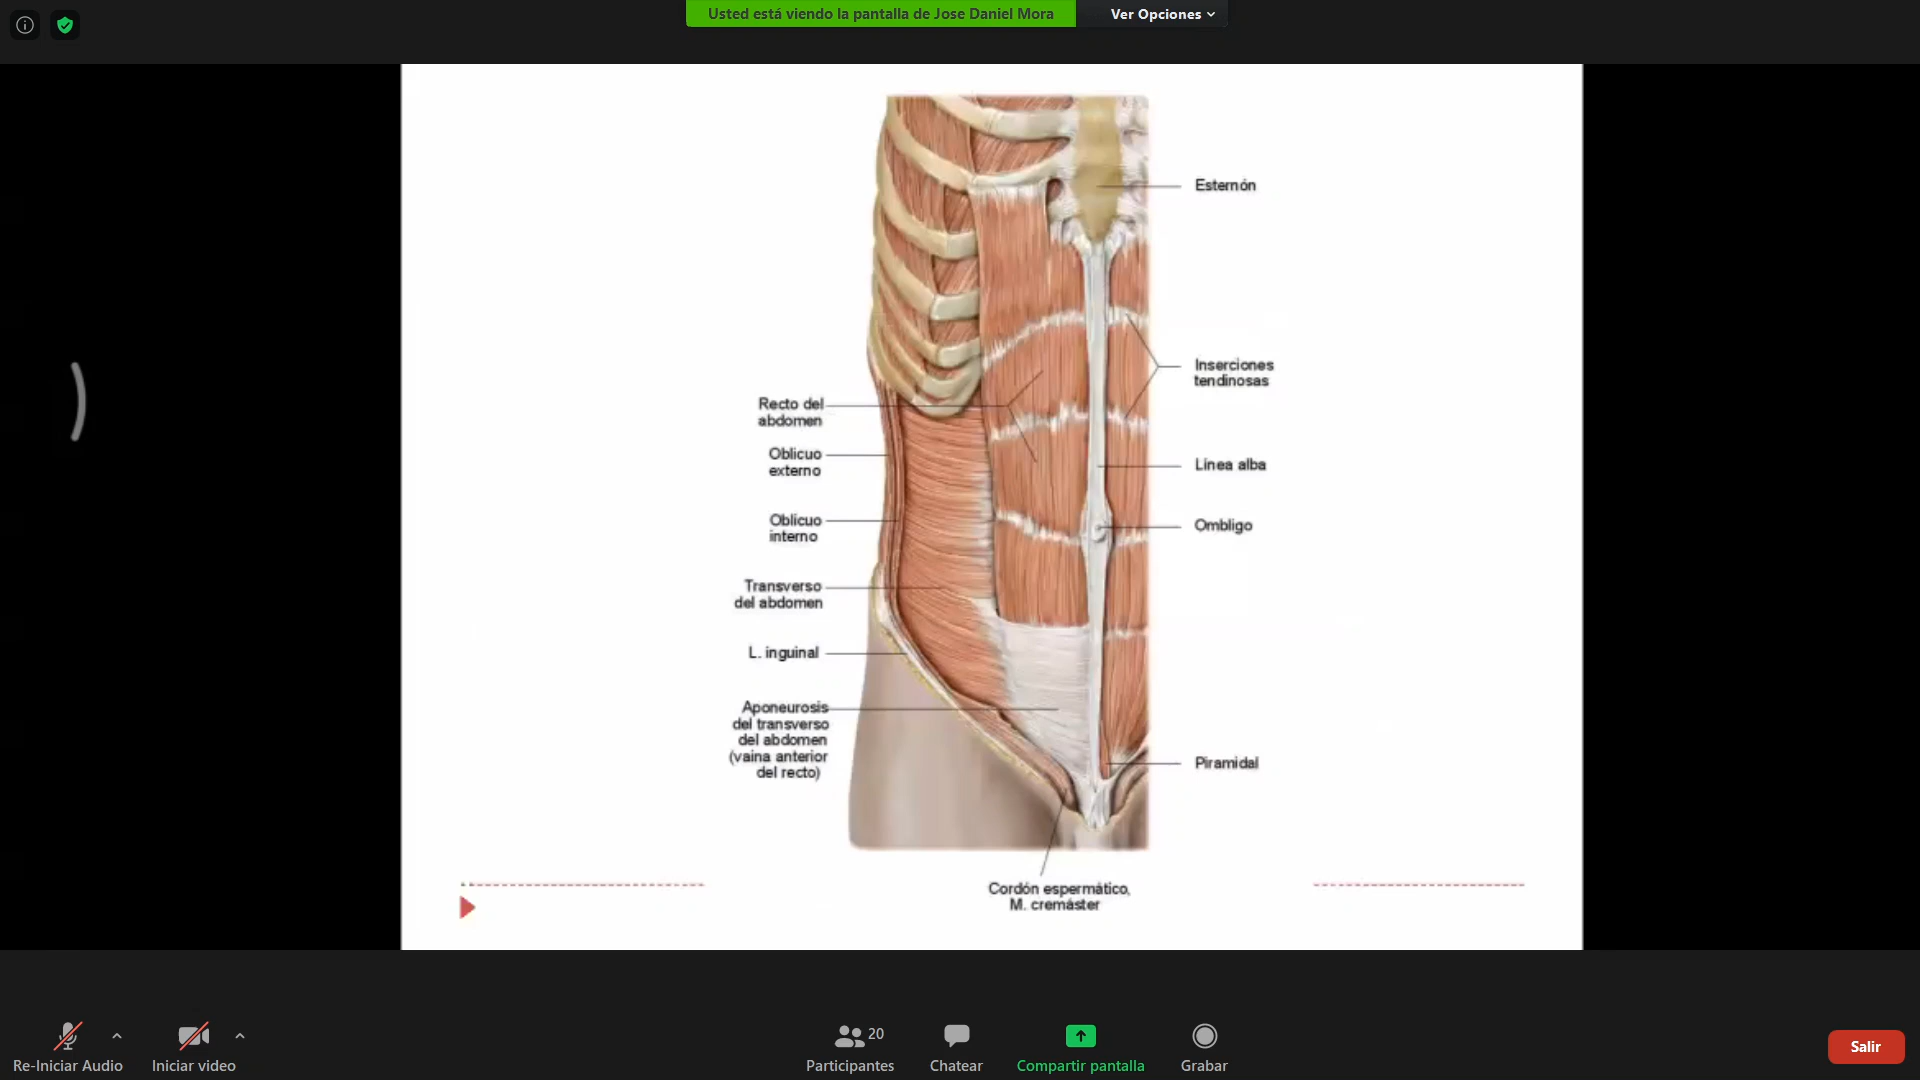 Usted está viendo la pantalla de Jose Daniel Mora
Ver Opciones
Esternón
Inserciones
tendinosas
Recto del
abdomen
Oblicuo
externo
Línea alba
Oblicuo
interno
Ombligo
Transverso
del abdomen
L. inguinal
Aponeurosis
del transverso
del abdomen
(vaina anterior
del recto)
Piramidal
Cordón espermático,
M. cremáster
Re-Iniciar Audio
Iniciar video
20
Participantes
Chatear
Compartir pantalla
Grabar
Salir